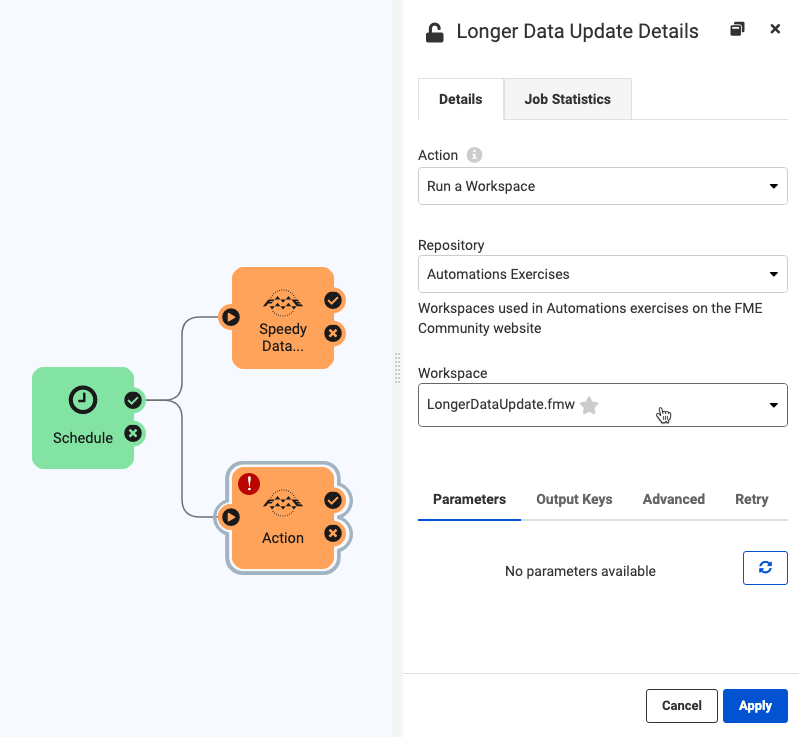 Longer Data Update Details
Details
Job Statistics
Action
Run a Workspace
Repository
Automations Exercises
Workspaces used in Automations exercises on the FME
Community website
Workspace
LongerDataUpdate.fmw
Parameters
Output Keys
Advanced
Retry
No parameters available
Cancel
Apply
Speedy
Data...
Schedule
Action